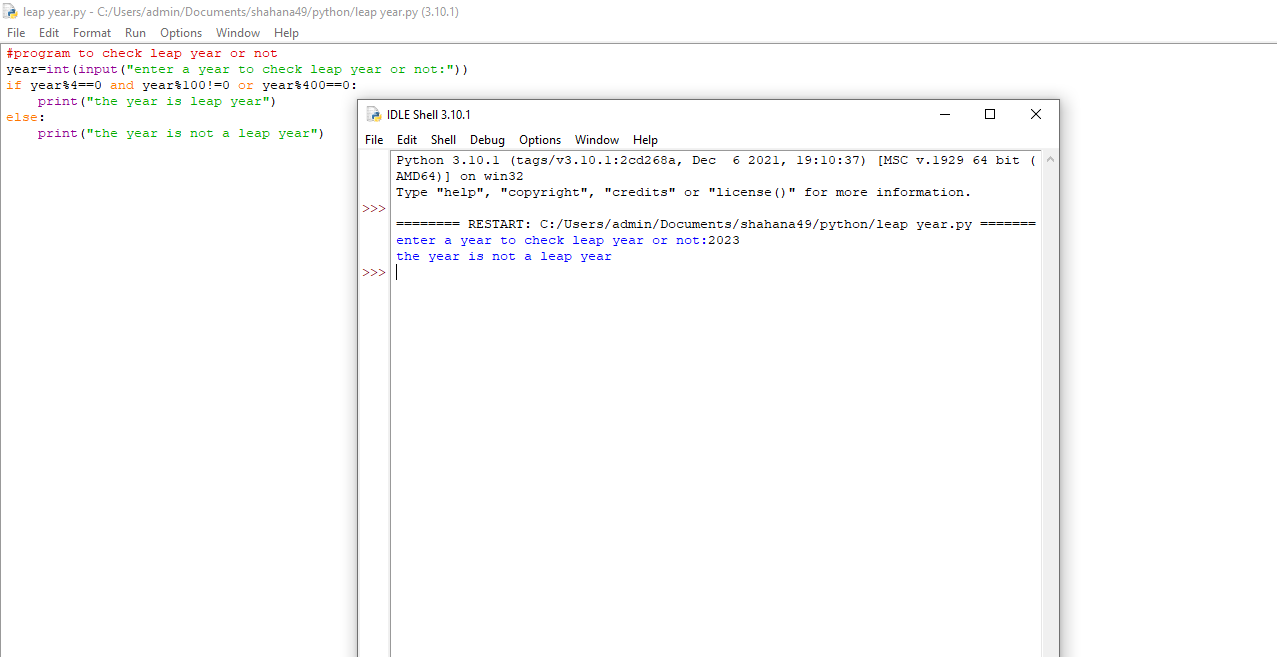 leap year.py - C:/Users/admin/Documents/shahana49/python/leap year.py (3.10.1)
File Edit Format Run Options Window Help
#program to check leap year or not
year=int(input("enter a year to check leap year or not:"))
if year%4==0 and year%100!=0 or year%400==0:
    print("the year is leap year")
else:
    print("the year is not a leap year")
IDLE Shell 3.10.1
File Edit Shell Debug Options Window Help
Python 3.10.1 (tags/v3.10.1:2cd268a, Dec  6 2021, 19:10:37) [MSC v.1929 64 bit (
AMD64)] on win32
Type "help", "copyright", "credits" or "license()" for more information.
>>>
======== RESTART: C:/Users/admin/Documents/shahana49/python/leap year.py =======
enter a year to check leap year or not:2023
the year is not a leap year
>>>